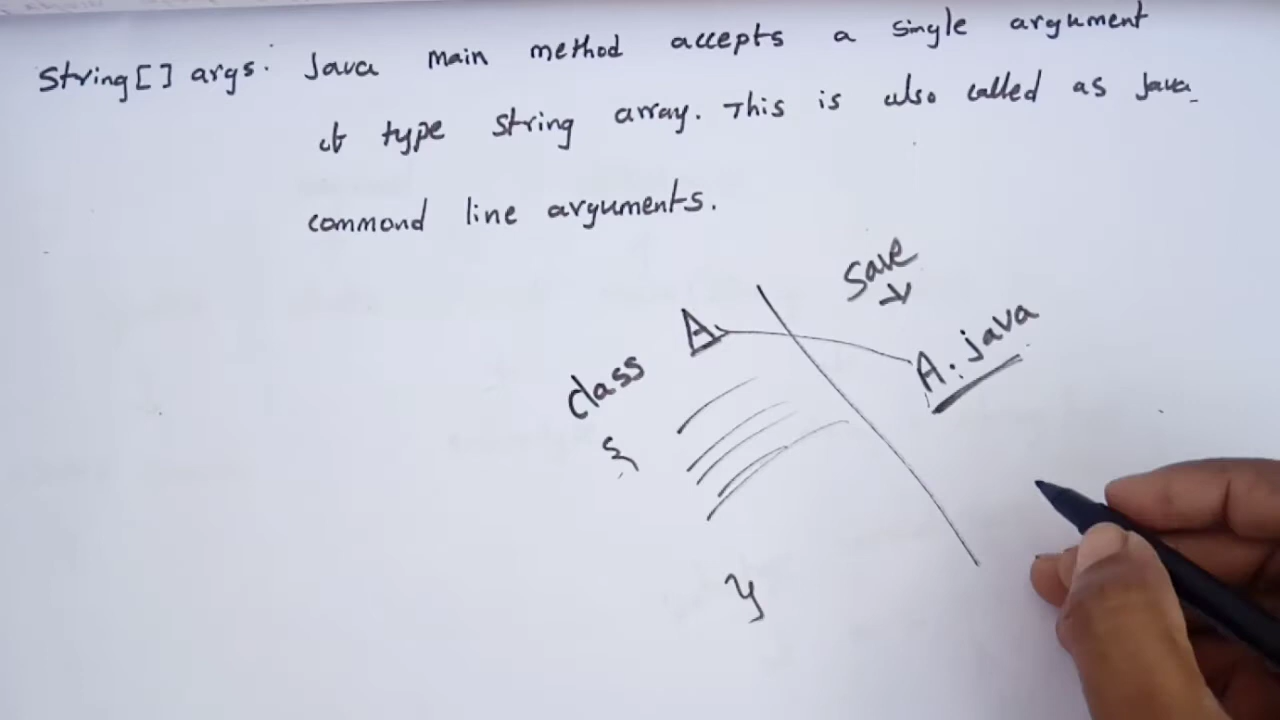 String[] args: Java main method accepts a single argument
of type string array. This is also called as java
command line arguments.
Save
class A
A.java
{
}